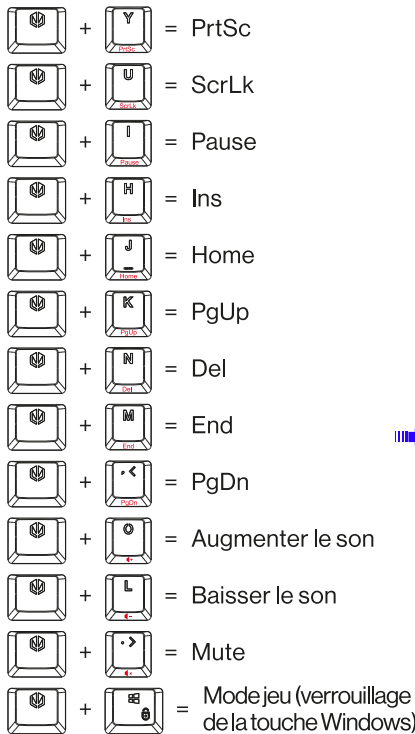 + Y PrtSc = PrtSc
+ U ScrLk = ScrLk
+ I Pause = Pause
+ H Ins = Ins
+ J Home = Home
+ K PgUp = PgUp
+ N Del = Del
+ M End = End
+ , < PgDn = PgDn
+ O + = Augmenter le son
+ L - = Baisser le son
+ . > = Mute
+ = Mode jeu (verrouillage
de la touche Windows)